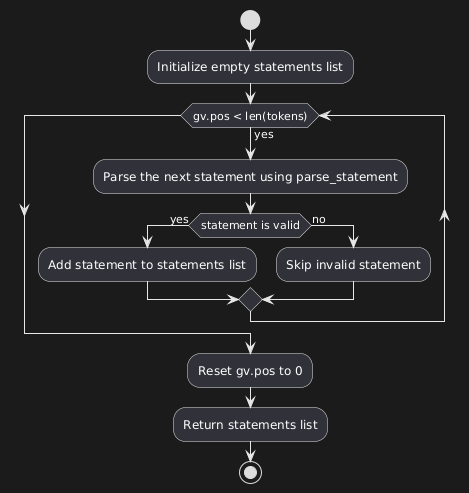 Initialize empty statements list
gv.pos < len(tokens)
yes
Parse the next statement using parse_statement
yes
statement is valid
no
Add statement to statements list
Skip invalid statement
Reset gv.pos to 0
Return statements list